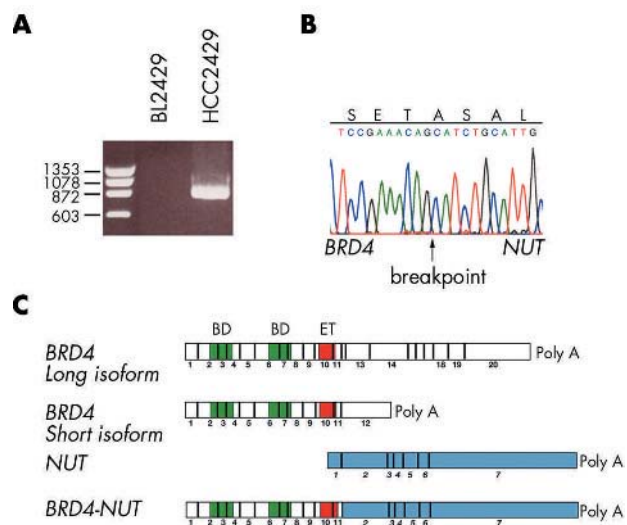 A
BL2429
HCC2429
1353
1078
872
603
B
S E T A S A L
TCCGAAACAGCATCTGCATTG
BRD4
NUT
breakpoint
C
BD BD ET
BRD4
Long isoform
Poly A
1 2 3 4 5 6 7 8 9 10 11 13 14 18 19 20
BRD4
Short isoform
Poly A
1 2 3 4 5 6 7 8 9 10 11 12
NUT
Poly A
1 2 3 4 5 6 7
BRD4-NUT
Poly A
1 2 3 4 5 6 7 8 9 10 11 2 3 4 5 6 7